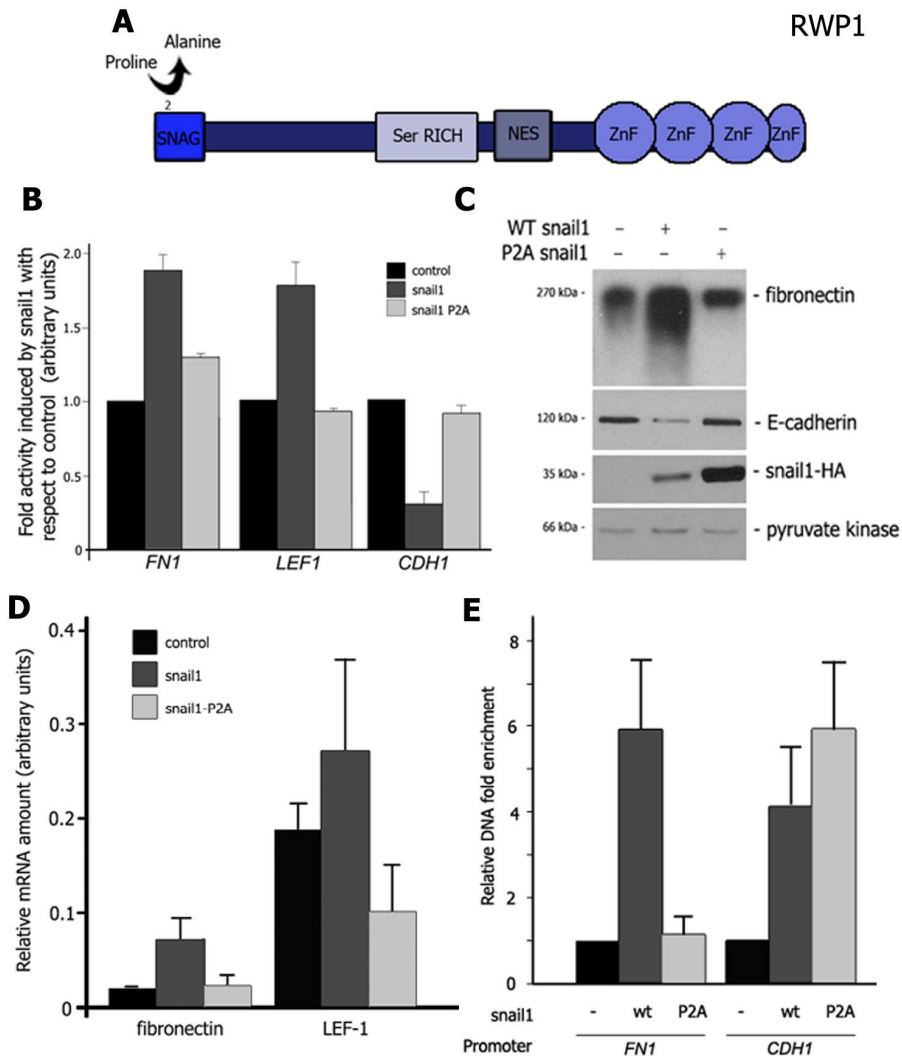 A
RWP1
Alanine
Proline
2
SNAG
Ser RICH
NES
ZnF
ZnF
ZnF
ZnF
B
Fold activity induced by snail1 with
respect to control (arbitrary units)
2.0
1.5
1.0
0.5
0
control
snail1
snail1 P2A
FN1
LEF1
CDH1
C
WT snail1 - + -
P2A snail1 - - +
270 kDa - - fibronectin
120 kDa - - E-cadherin
35 kDa - - snail1-HA
66 kDa - - pyruvate kinase
D
Relative mRNA amount (arbitrary units)
0.4
0.3
0.2
0.1
0
control
snail1
snail1-P2A
fibronectin
LEF-1
E
Relative DNA fold enrichment
8
6
4
2
0
snail1 - wt P2A - wt P2A
Promoter FN1 CDH1